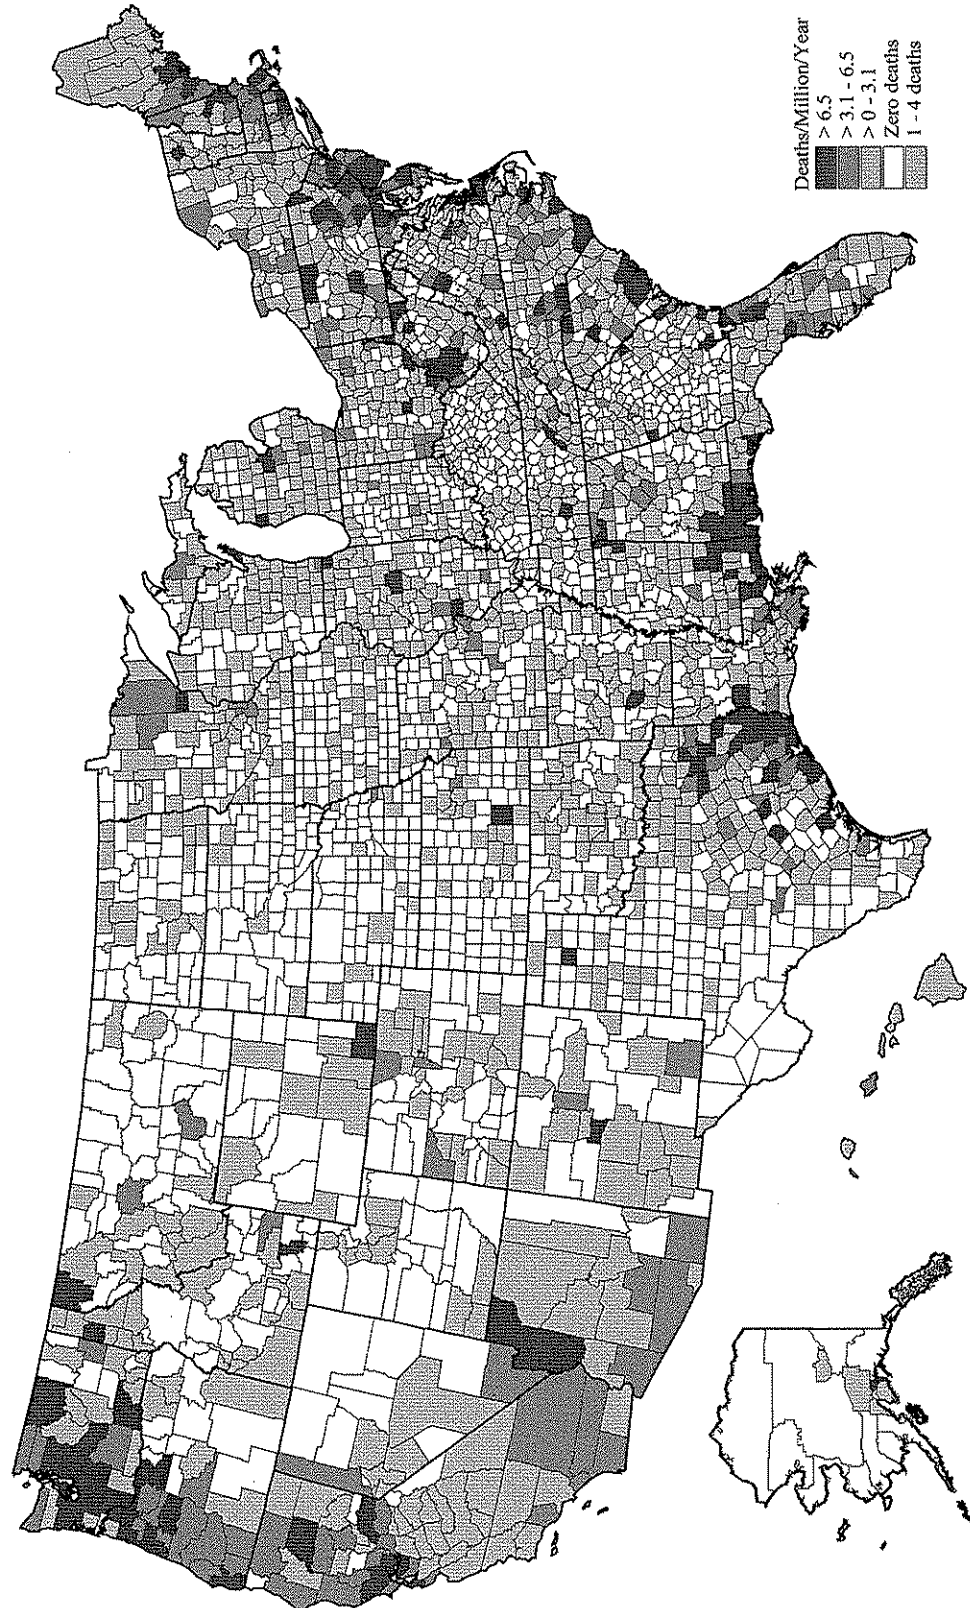 Deaths/Million/Year
> 6.5
> 3.1 - 6.5
> 0 - 3.1
Zero deaths
1 - 4 deaths